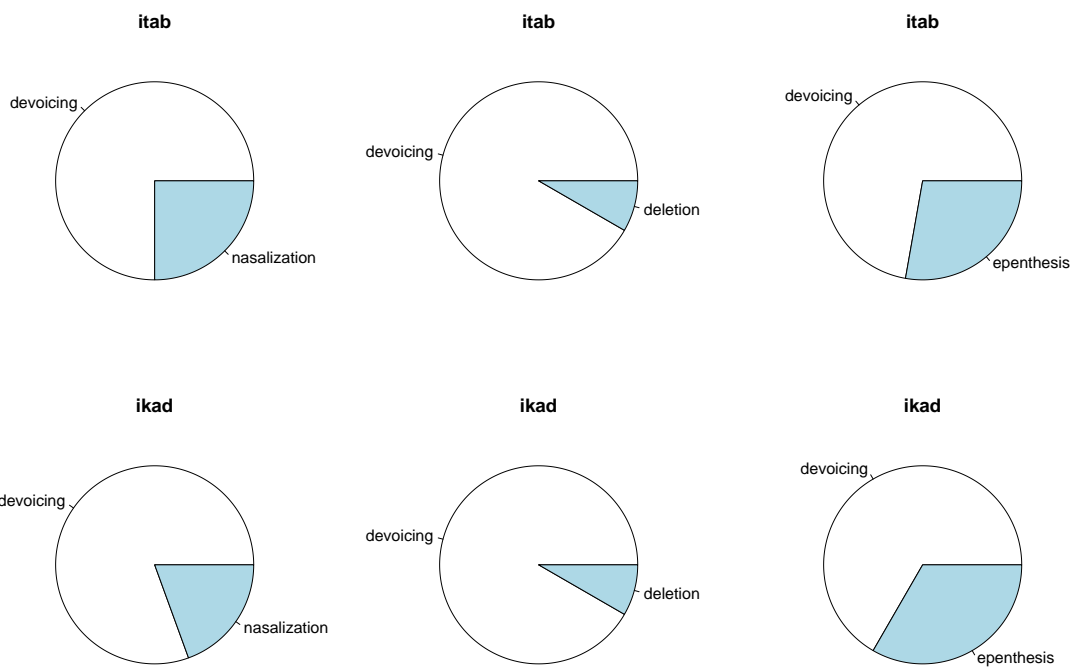 itab
devoicing
nasalization
itab
devoicing
deletion
itab
devoicing
epenthesis
ikad
devoicing
nasalization
ikad
devoicing
deletion
ikad
devoicing
epenthesis